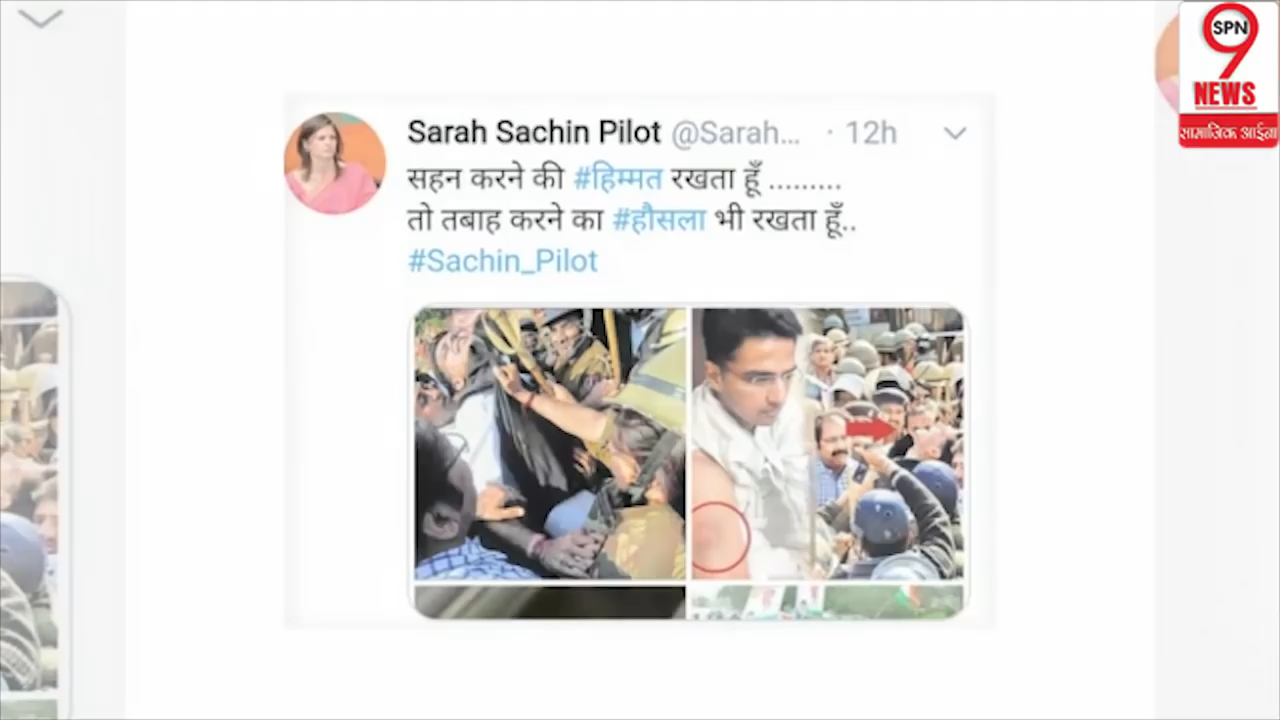 SPN
9
NEWS
सामाजिक आईना
Sarah Sachin Pilot @Sarah... · 12h
सहन करने की #हिम्मत रखता हूँ .........
तो तबाह करने का #हौसला भी रखता हूँ..
#Sachin_Pilot